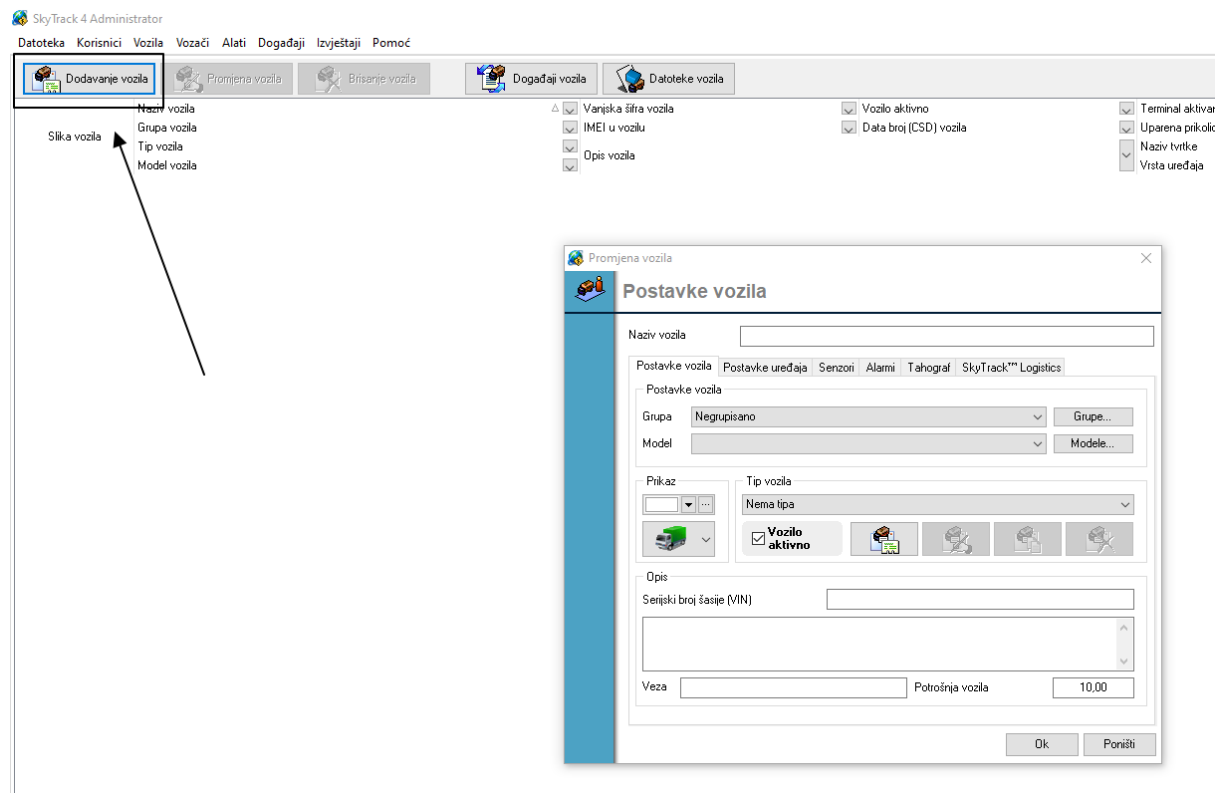 SkyTrack 4 Administrator
Datoteka Korisnici Vozila Vozači Alati Događaji Izvještaji Pomoć
Dodavanje vozila Promjena vozila Brisanje vozila Događaji vozila Datoteke vozila
Slika vozila
Naziv vozila
Grupa vozila
Tip vozila
Model vozila
Vanjska šifra vozila
IMEI u vozilu
Opis vozila
Vozilo aktivno
Data broj (CSD) vozila
Terminal aktivar
Uparena prikolic
Naziv tvrtke
Vrsta uređaja
Promjena vozila
Postavke vozila
Naziv vozila
Postavke vozila Postavke uređaja Senzori Alarmi Tahograf SkyTrack™ Logistics
Postavke vozila
Grupa Negrupisano Grupe...
Model Modele...
Prikaz
Tip vozila
Nema tipa
Vozilo
aktivno
Opis
Serijski broj šasije (VIN)
Veza Potrošnja vozila 10,00
Ok Poništi